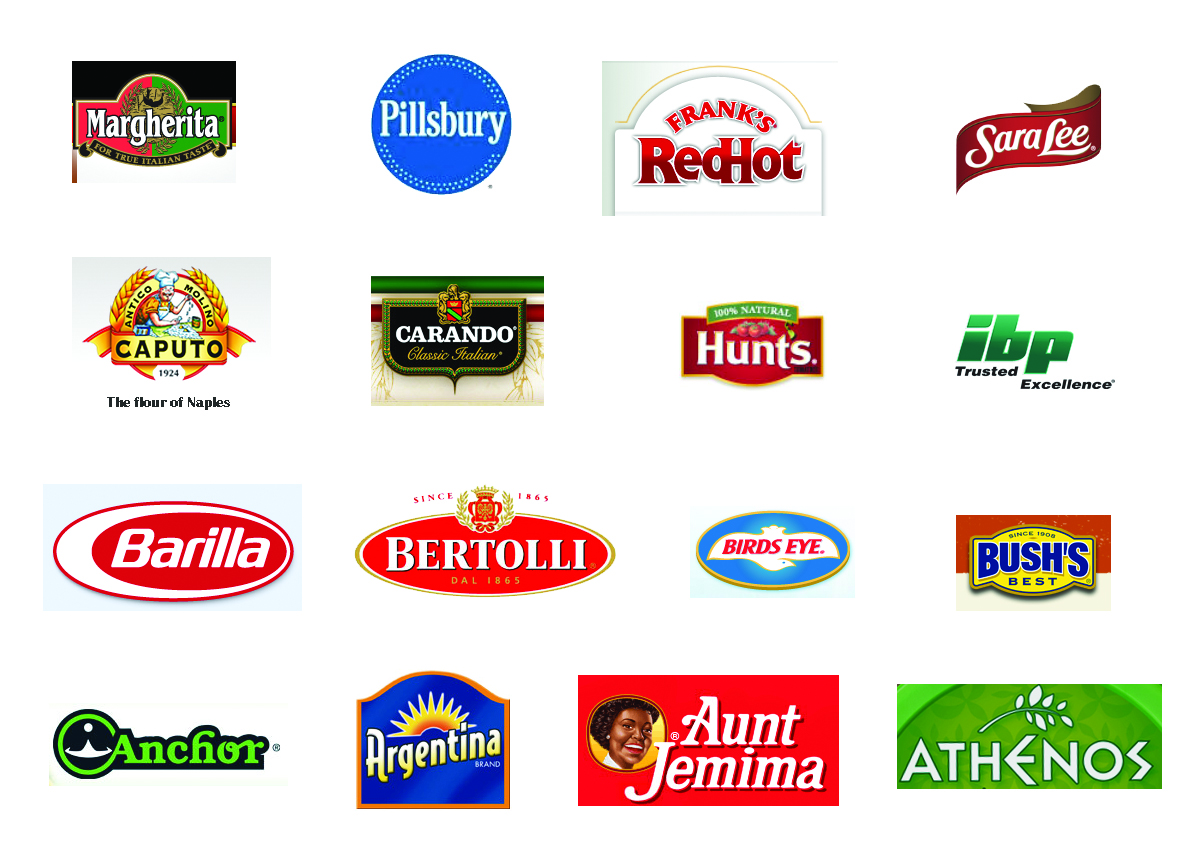 Margherita®
FOR TRUE ITALIAN TASTE
Pillsbury
®
FRANK'S®
RedHot
Sara Lee®
ANTICO MOLINO
CAPUTO
1924
The flour of Naples
CARANDO®
Classic Italian®
100% NATURAL
Hunt's®
ibp
Trusted
Excellence®
Barilla
SINCE 1865
BERTOLLI®
DAL 1865
BIRDS EYE®
SINCE 1908
BUSH'S
BEST®
Anchor®
Argentina
BRAND
Aunt
Jemima
®
ATHENOS